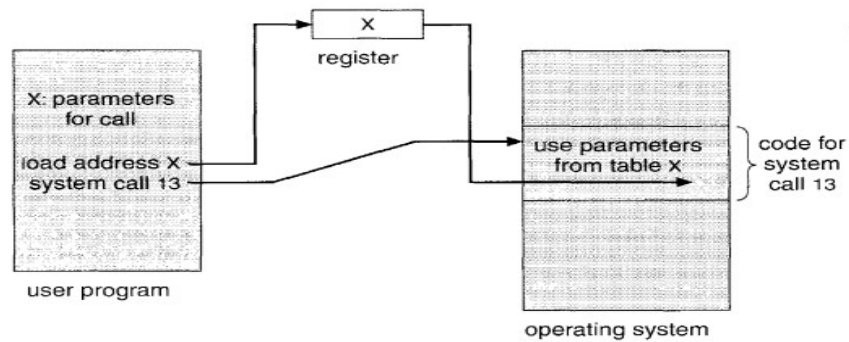 X
register
X: parameters
for call
load address X
system call 13
user program
use parameters
from table X
code for
system
call 13
operating system